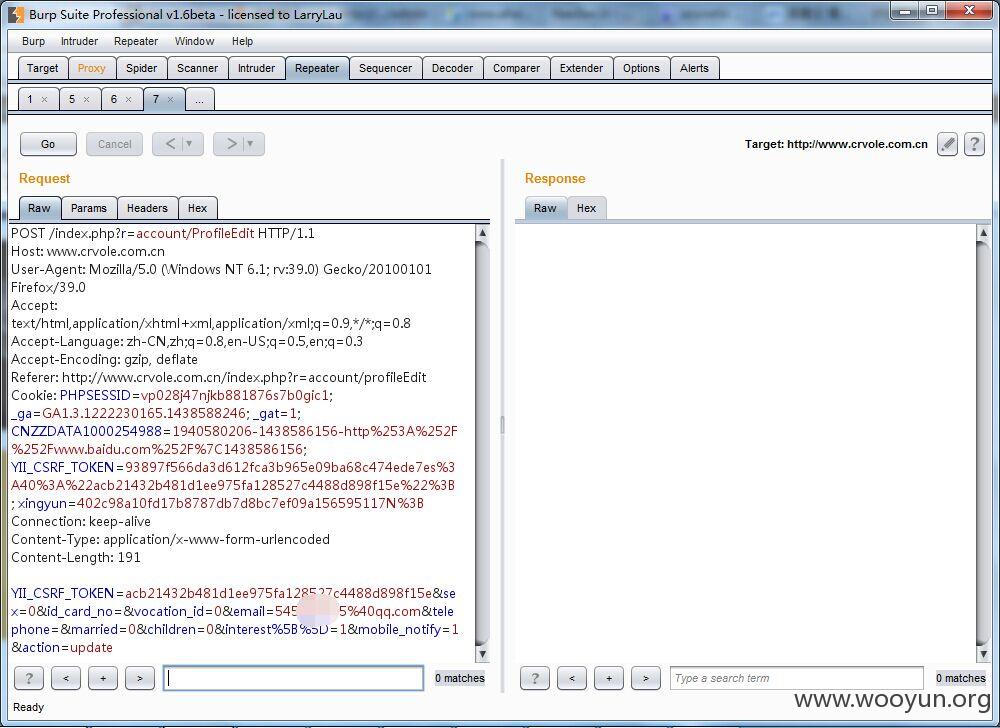 Burp Suite Professional v1.6beta - licensed to LarryLau
Burp Intruder Repeater Window Help
Target Proxy Spider Scanner Intruder Repeater Sequencer Decoder Comparer Extender Options Alerts
1 × 5 × 6 × 7 × ...
Go Cancel < > Target: http://www.crvole.com.cn ?
Request
Raw Params Headers Hex
POST /index.php?r=account/ProfileEdit HTTP/1.1
Host: www.crvole.com.cn
User-Agent: Mozilla/5.0 (Windows NT 6.1; rv:39.0) Gecko/20100101
Firefox/39.0
Accept:
text/html,application/xhtml+xml,application/xml;q=0.9,*/*;q=0.8
Accept-Language: zh-CN,zh;q=0.8,en-US;q=0.5,en;q=0.3
Accept-Encoding: gzip, deflate
Referer: http://www.crvole.com.cn/index.php?r=account/profileEdit
Cookie: PHPSESSID=vp028j47njkb881876s7b0gic1;
_ga=GA1.3.1222230165.1438588246; _gat=1;
CNZZDATA1000254988=1940580206-1438586156-http%253A%252F
%252Fwww.baidu.com%252F%7C1438586156;
YII_CSRF_TOKEN=93897f566da3d612fca3b965e09ba68c474ede7es%3
A40%3A%22acb21432b481d1ee975fa128527c4488d898f15e%22%3B
; xingyun=402c98a10fd17b8787db7d8bc7ef09a156595117N%3B
Connection: keep-alive
Content-Type: application/x-www-form-urlencoded
Content-Length: 191
YII_CSRF_TOKEN=acb21432b481d1ee975fa128527c4488d898f15e&se
x=0&id_card_no=&vocation_id=0&email=545 5%40qq.com&tele
phone=&married=0&children=0&interest%5B%5D=1&mobile_notify=1
&action=update
? < + > 0 matches
Response
Raw Hex
? < + > Type a search term 0 matches
Ready
www.wooyun.org